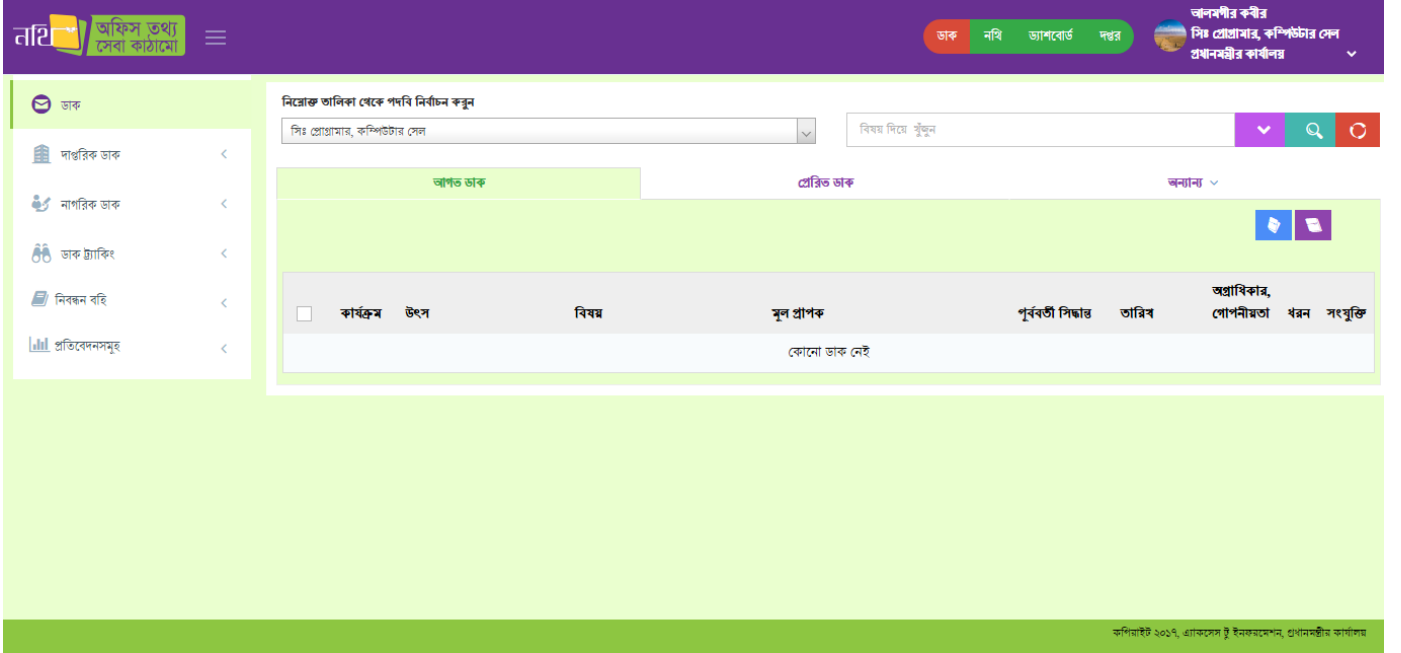 নথি
অফিস তথ্য
সেবা কাঠামো
ডাক নথি ড্যাশবোর্ড দপ্তর
আলমগীর কবীর
সিঃ প্রোগ্রামার, কম্পিউটার সেল
প্রধানমন্ত্রীর কার্যালয়
ডাক
দাপ্তরিক ডাক
নাগরিক ডাক
ডাক ট্র্যাকিং
নিবন্ধন বহি
প্রতিবেদনসমূহ
নিম্নোক্ত তালিকা থেকে পদবি নির্বাচন করুন
সিঃ প্রোগ্রামার, কম্পিউটার সেল
বিষয় দিয়ে খুঁজুন
আগত ডাক প্রেরিত ডাক অন্যান্য
কার্যক্রম উৎস বিষয় মূল প্রাপক পূর্ববর্তী সিদ্ধান্ত তারিখ অগ্রাধিকার, গোপনীয়তা ধরন সংযুক্তি
কোনো ডাক নেই
কপিরাইট ২০১৭, এ্যাকসেস টু ইনফরমেশন, প্রধানমন্ত্রীর কার্যালয়